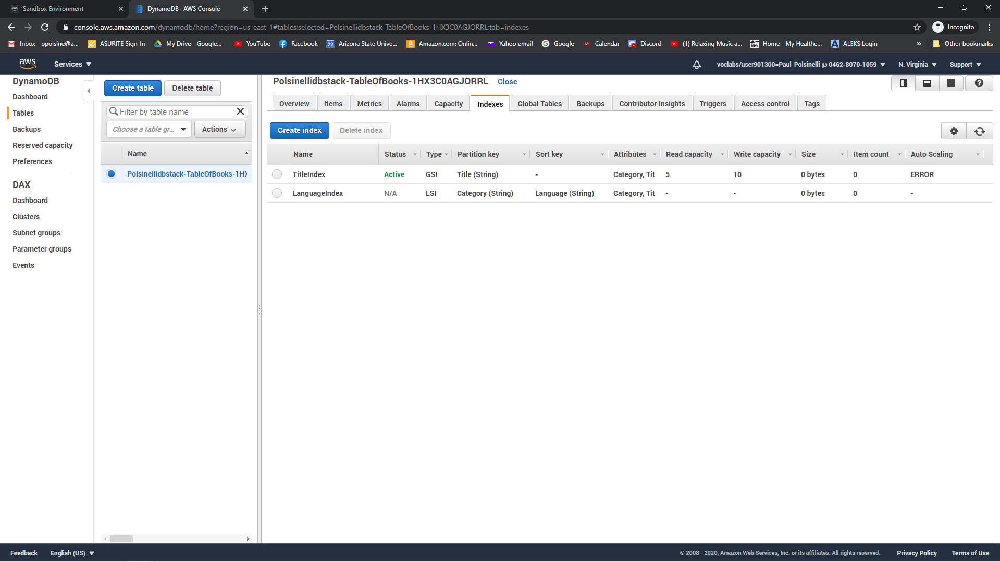 Sandbox Environment
DynamoDB · AWS Console
console.aws.amazon.com/dynamodb/home?region=us-east-1#tables:selected=Polsinellidbstack-TableOfBooks-1HX3C0AGJORRL;tab=indexes
Incognito
Inbox - ppolsine@a... ASURITE Sign-In My Drive - Google... YouTube Facebook 22 Arizona State Unive... Amazon.com: Onlin... Yahoo email Google Calendar Discord (1) Relaxing Music a... MHV Home - My Healthe... ALEKS Login » Other bookmarks
aws Services voclabs/user901300=Paul_Polsinelli @ 0462-8070-1059 N. Virginia Support
DynamoDB
Dashboard
Tables
Backups
Reserved capacity
Preferences
DAX
Dashboard
Clusters
Subnet groups
Parameter groups
Events
Create table Delete table
Filter by table name
Choose a table gr... Actions
Name
Polsinellidbstack-TableOfBooks-1HX
Polsinellidbstack-TableOfBooks-1HX3C0AGJORRL Close
Overview Items Metrics Alarms Capacity Indexes Global Tables Backups Contributor Insights Triggers Access control Tags
Create index Delete index
Name Status Type Partition key Sort key Attributes Read capacity Write capacity Size Item count Auto Scaling
TitleIndex Active GSI Title (String) - Category, Tit 5 10 0 bytes 0 ERROR
LanguageIndex N/A LSI Category (String) Language (String) Category, Tit - - 0 bytes 0 -
Feedback English (US) © 2008 - 2020, Amazon Web Services, Inc. or its affiliates. All rights reserved. Privacy Policy Terms of Use